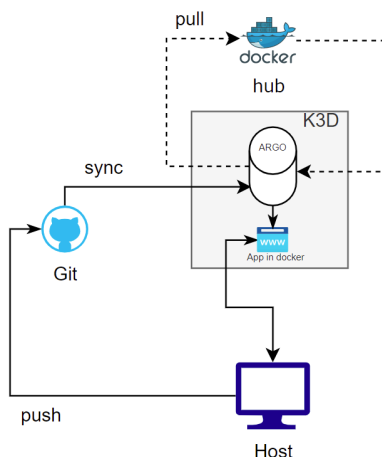 pull
docker
hub
K3D
ARGO
sync
www
App in docker
Git
push
Host